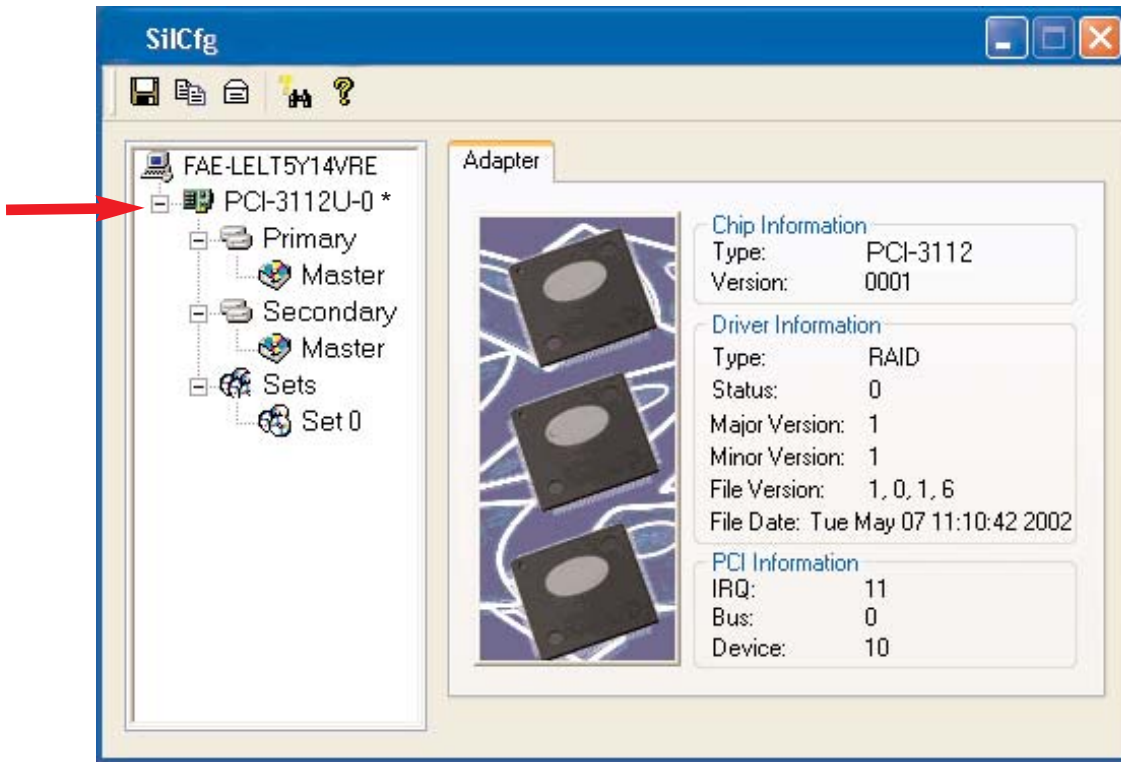 SilCfg
FAE-LELT5Y14VRE
PCI-3112U-0 *
Primary
Master
Secondary
Master
Sets
Set 0
Adapter
Chip Information
Type: PCI-3112
Version: 0001
Driver Information
Type: RAID
Status: 0
Major Version: 1
Minor Version: 1
File Version: 1, 0, 1, 6
File Date: Tue May 07 11:10:42 2002
PCI Information
IRQ: 11
Bus: 0
Device: 10